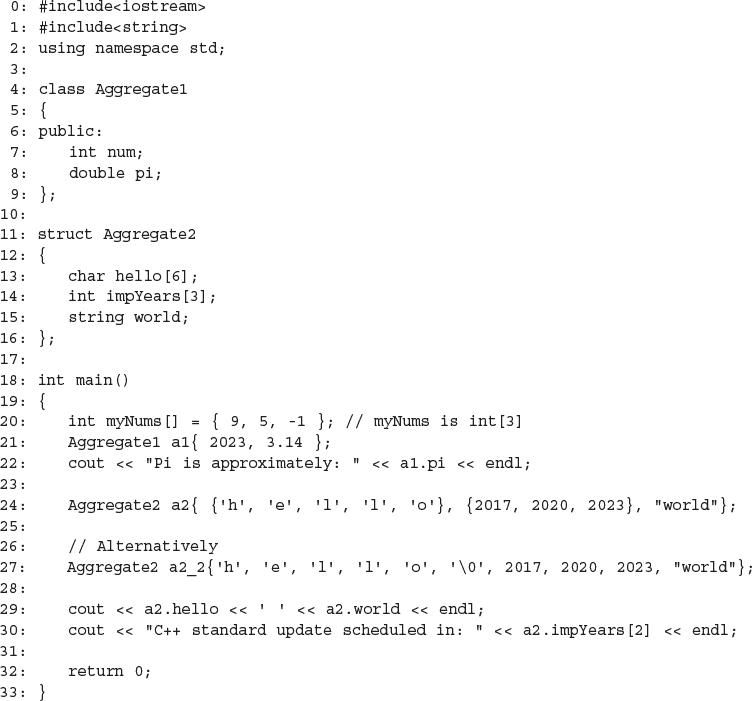 0: #include<iostream>
1: #include<string>
2: using namespace std;
3:
4: class Aggregate1
5: {
6: public:
7:    int num;
8:    double pi;
9: };
10:
11: struct Aggregate2
12: {
13:    char hello[6];
14:    int impYears[3];
15:    string world;
16: };
17:
18: int main()
19: {
20:    int myNums[] = { 9, 5, -1 }; // myNums is int[3]
21:    Aggregate1 a1{ 2023, 3.14 };
22:    cout << "Pi is approximately: " << a1.pi << endl;
23:
24:    Aggregate2 a2{ {'h', 'e', 'l', 'l', 'o'}, {2017, 2020, 2023}, "world"};
25:
26:    // Alternatively
27:    Aggregate2 a2_2{'h', 'e', 'l', 'l', 'o', '\0', 2017, 2020, 2023, "world"};
28:
29:    cout << a2.hello << ' ' << a2.world << endl;
30:    cout << "C++ standard update scheduled in: " << a2.impYears[2] << endl;
31:
32:    return 0;
33: }